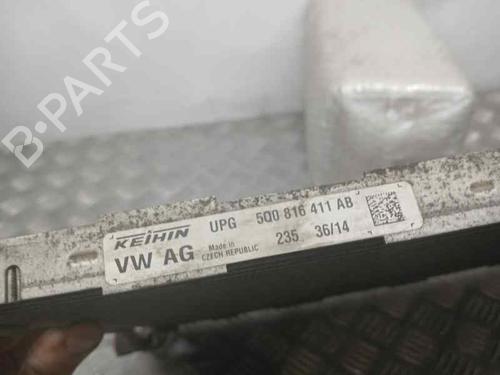 B-PARTS
KEIHIN UPG 5Q0 816 411 AB
VW AG Made in CZECH REPUBLIC 235 36/14